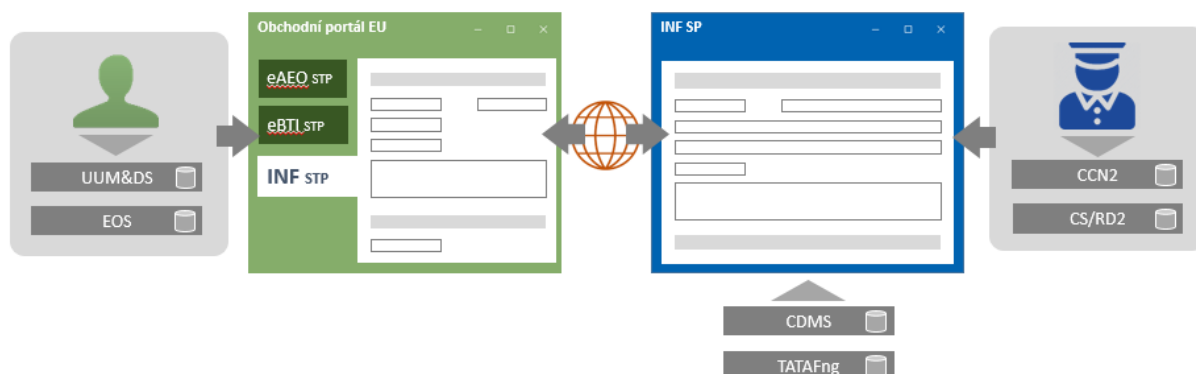 Obchodní portál EU
INF SP
eAEO STP
eBTI STP
INF STP
UUM&DS
EOS
CCN2
CS/RD2
CDMS
TATAFng